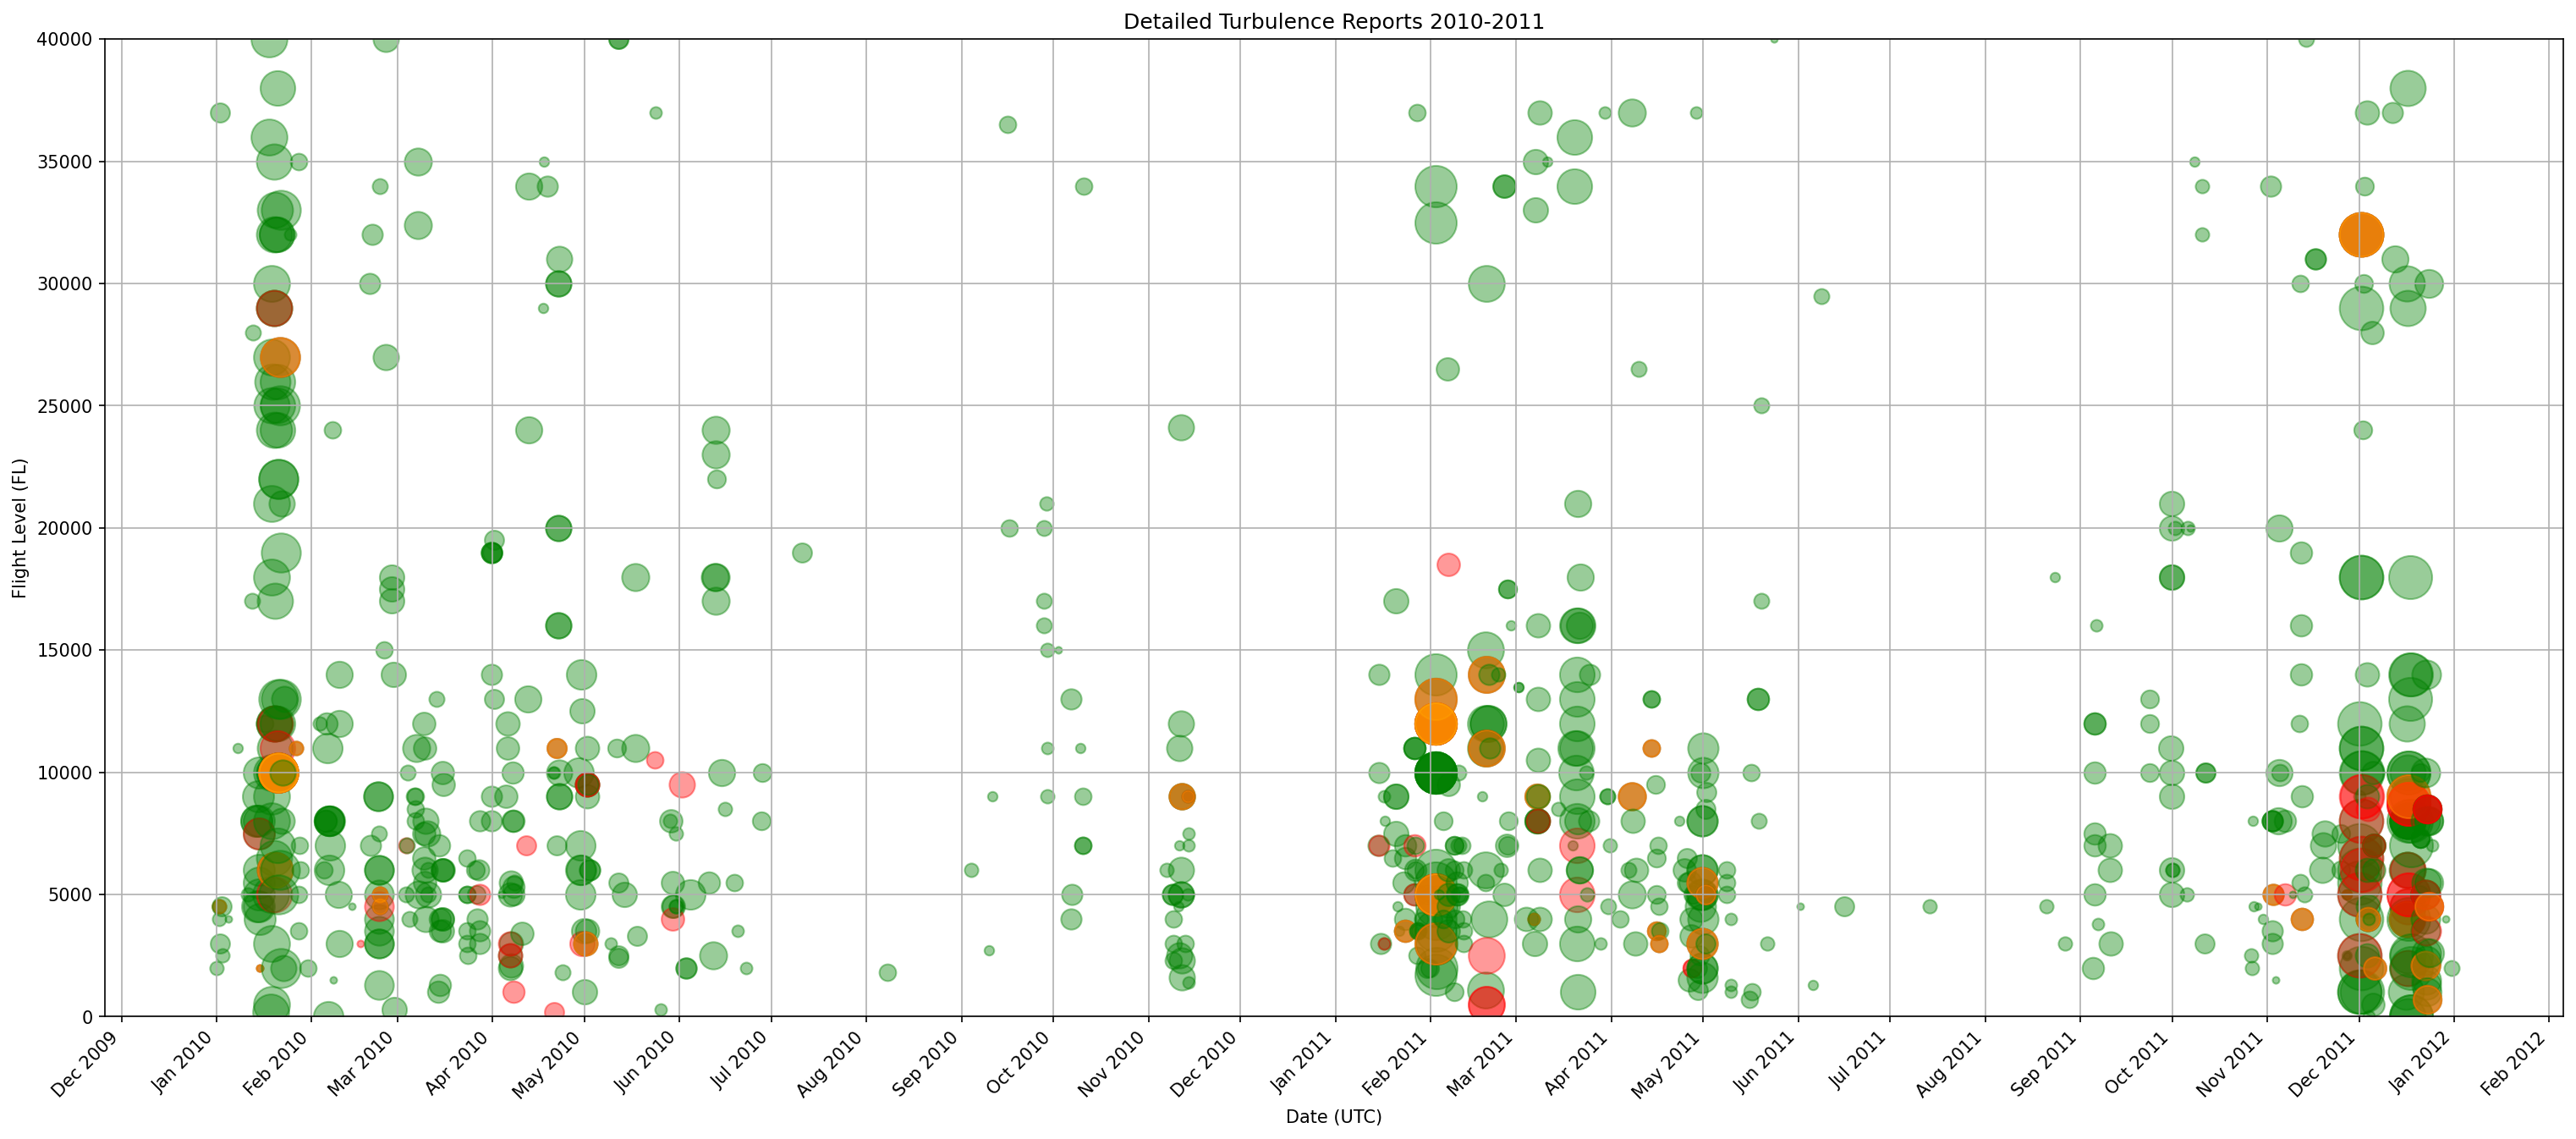 Detailed Turbulence Reports 2010-2011
40000
35000
30000
25000
20000
15000
10000
5000
0
Flight Level (FL)
Dec 2009
Jan 2010
Feb 2010
Mar 2010
Apr 2010
May 2010
Jun 2010
Jul 2010
Aug 2010
Sep 2010
Oct 2010
Nov 2010
Dec 2010
Jan 2011
Feb 2011
Mar 2011
Apr 2011
May 2011
Jun 2011
Jul 2011
Aug 2011
Sep 2011
Oct 2011
Nov 2011
Dec 2011
Jan 2012
Feb 2012
Date (UTC)